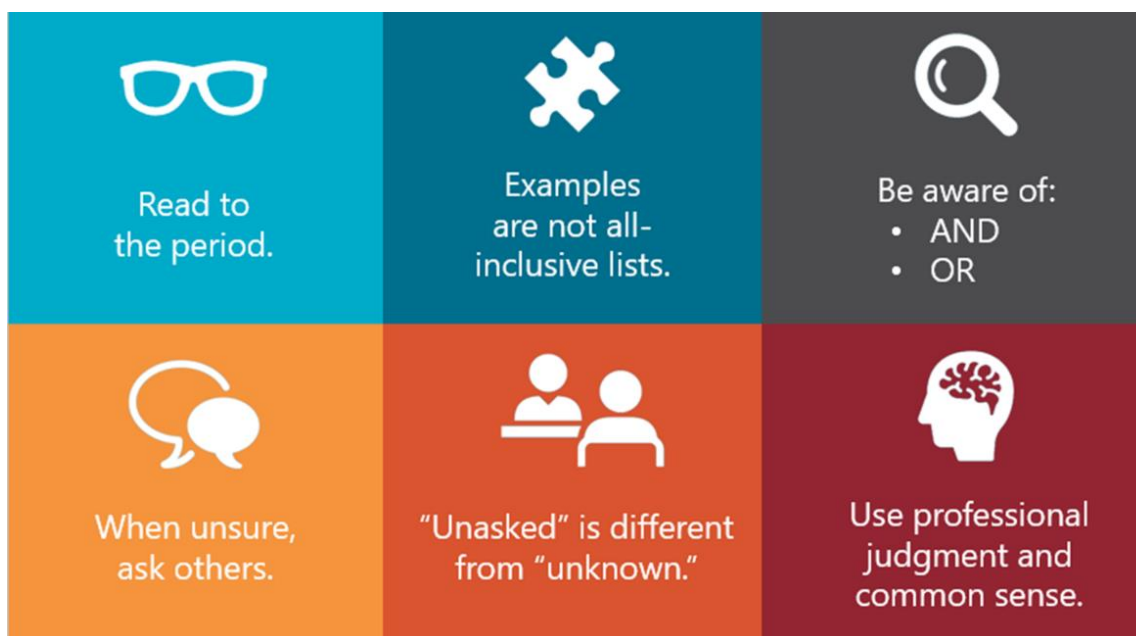 Read to
the period.
Examples
are not all-
inclusive lists.
Be aware of:
• AND
• OR
When unsure,
ask others.
“Unasked” is different
from “unknown.”
Use professional
judgment and
common sense.